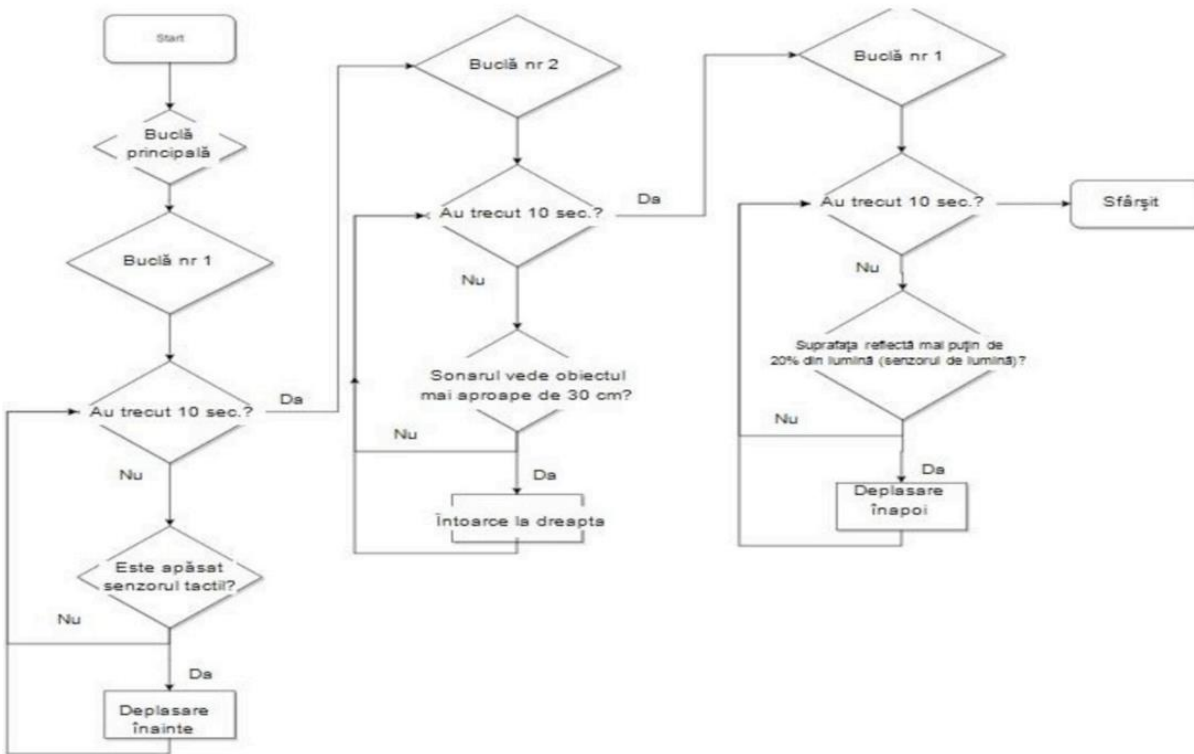 Start
Buclă
principală
Buclă nr 1
Au trecut 10 sec.?
Da
Nu
Este apăsat
senzorul tactil?
Nu
Da
Deplasare
înainte
Buclă nr 2
Au trecut 10 sec.?
Da
Nu
Sonarul vede obiectul
mai aproape de 30 cm?
Nu
Da
Întoarce la dreapta
Buclă nr 1
Au trecut 10 sec.?
Sfârşit
Nu
Suprafaţa reflectă mai puţin de
20% din lumină (senzorul de lumină)?
Nu
Da
Deplasare
înapoi